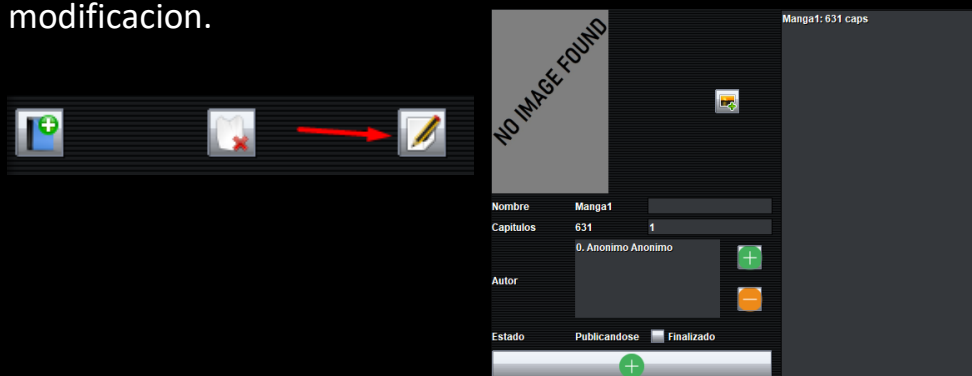 modificacion.
NO IMAGE FOUND
Manga1: 631 caps
Nombre Manga1
Capitulos 631 1
0. Anonimo Anonimo
Autor
Estado Publicandose Finalizado